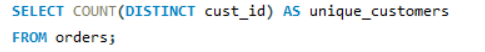 SELECT COUNT(DISTINCT cust_id) AS unique_customers
FROM orders;